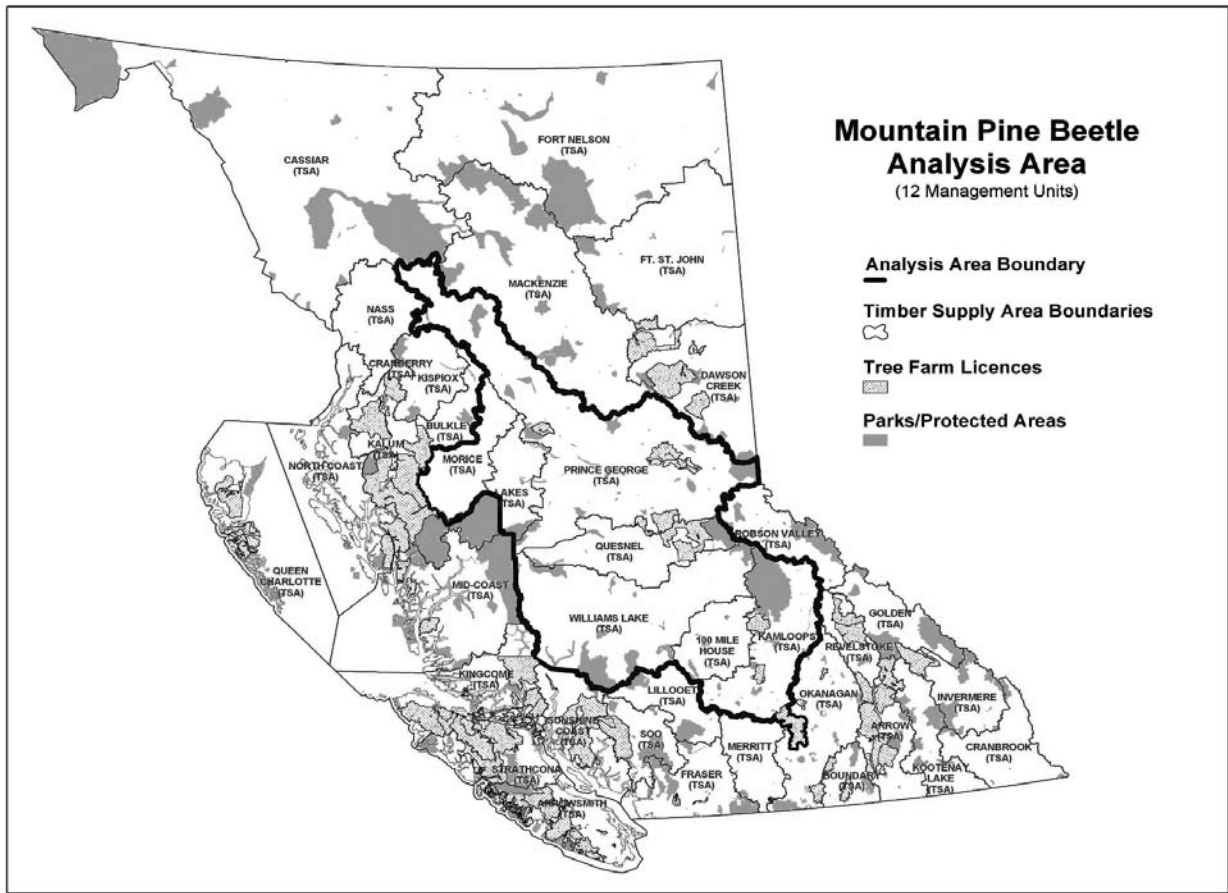 Mountain Pine Beetle
Analysis Area
(12 Management Units)
Analysis Area Boundary
Timber Supply Area Boundaries
Tree Farm Licences
Parks/Protected Areas
CASSIAR
(TSA)
FORT NELSON
(TSA)
FT. ST. JOHN
(TSA)
MACKENZIE
(TSA)
NASS
(TSA)
CRANBERRY
(TSA)
KISPIOX
(TSA)
DAWSON
CREEK
(TSA)
BULKLEY
(TSA)
KALUM
(TSA)
NORTH COAST
(TSA)
MORICE
(TSA)
LAKES
(TSA)
PRINCE GEORGE
(TSA)
ROBSON VALLEY
(TSA)
QUESNEL
(TSA)
QUEEN
CHARLOTTE
(TSA)
MID-COAST
(TSA)
WILLIAMS LAKE
(TSA)
100 MILE
HOUSE
(TSA)
KAMLOOPS
(TSA)
GOLDEN
(TSA)
REVELSTOKE
(TSA)
KINGCOME
(TSA)
LILLOOET
(TSA)
OKANAGAN
(TSA)
INVERMERE
(TSA)
SUNSHINE
COAST
(TSA)
SOO
(TSA)
ARROW
(TSA)
MERRITT
(TSA)
CRANBROOK
(TSA)
STRATHCONA
(TSA)
FRASER
(TSA)
BOUNDARY
(TSA)
KOOTENAY
LAKE
(TSA)
ARROWSMITH
(TSA)